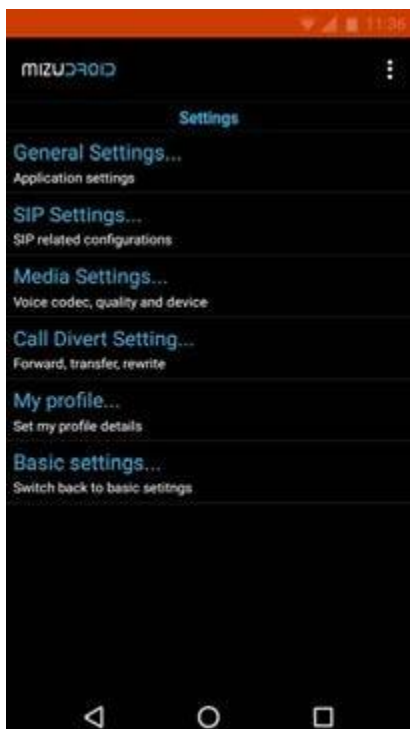 11:36
MIZUDROID
Settings
General Settings...
Application settings
SIP Settings...
SIP related configurations
Media Settings...
Voice codec, quality and device
Call Divert Setting...
Forward, transfer, rewrite
My profile...
Set my profile details
Basic settings...
Switch back to basic setitngs